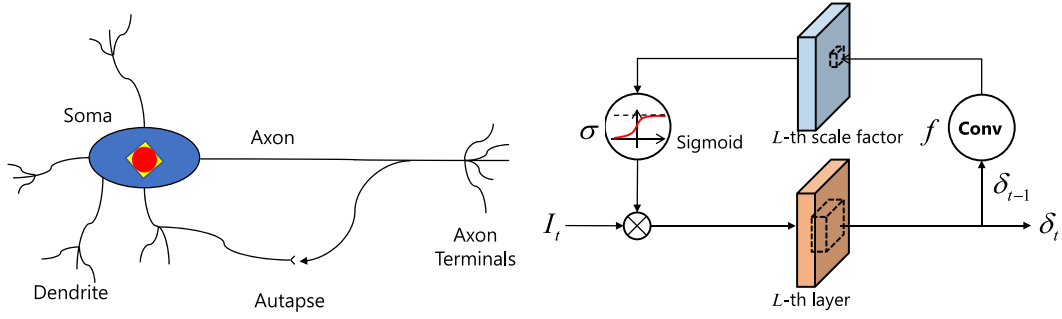 Soma
Axon
Axon
Terminals
Dendrite
Autapse
σ
Sigmoid
L-th scale factor
f
Conv
δt-1
It
δt
L-th layer